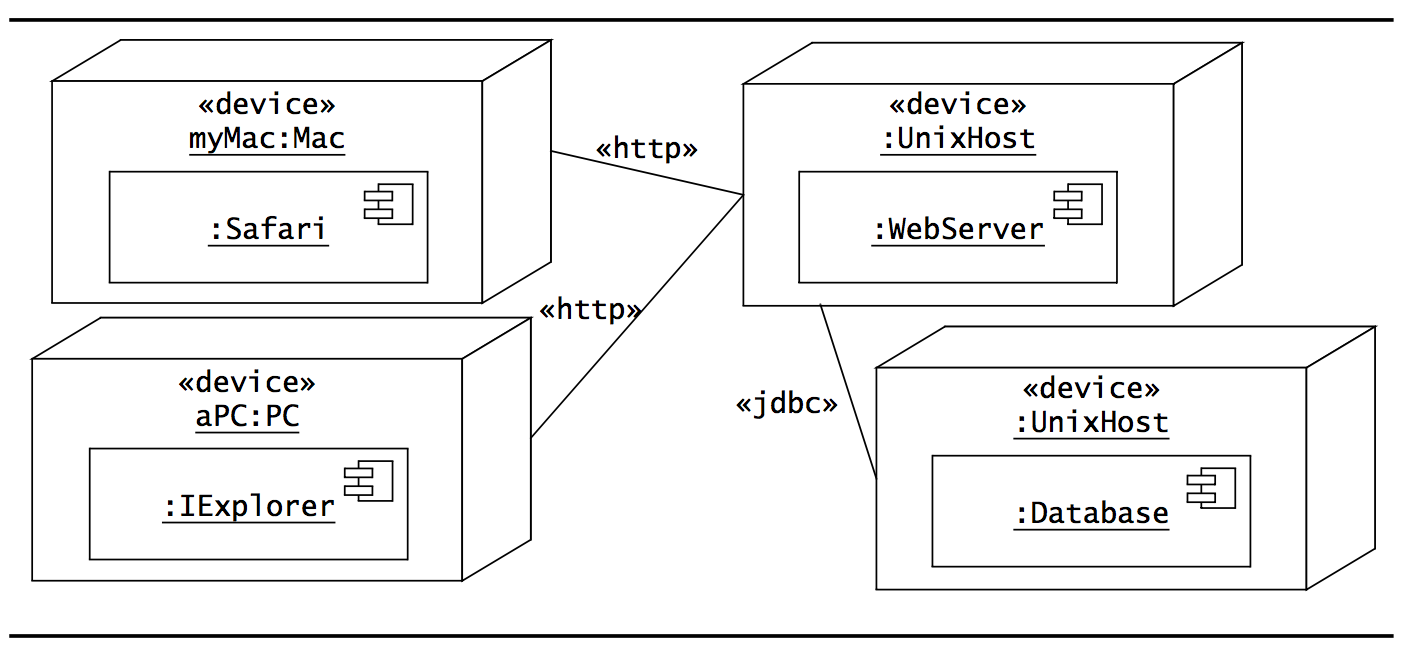 «device»
myMac:Mac
:Safari
«http»
«device»
:UnixHost
:WebServer
«http»
«device»
aPC:PC
:IExplorer
«jdbc»
«device»
:UnixHost
:Database